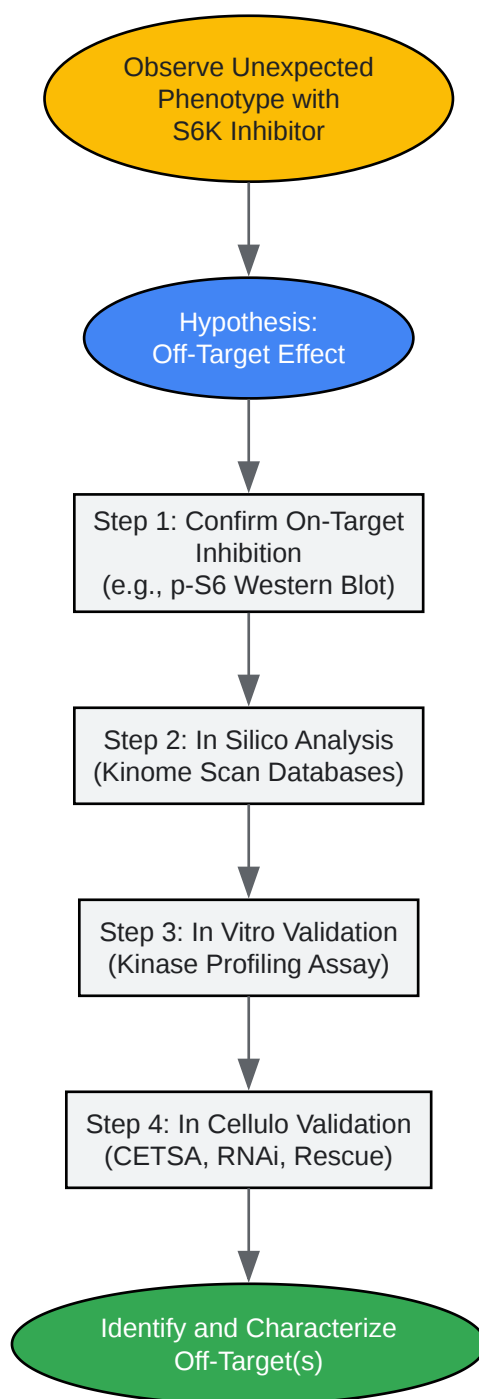 Observe Unexpected
Phenotype with
S6K Inhibitor
Hypothesis:
Off-Target Effect
Step 1: Confirm On-Target
Inhibition
(e.g., p-S6 Western Blot)
Step 2: In Silico Analysis
(Kinome Scan Databases)
Step 3: In Vitro Validation
(Kinase Profiling Assay)
Step 4: In Cellulo Validation
(CETSA, RNAi, Rescue)
Identify and Characterize
Off-Target(s)